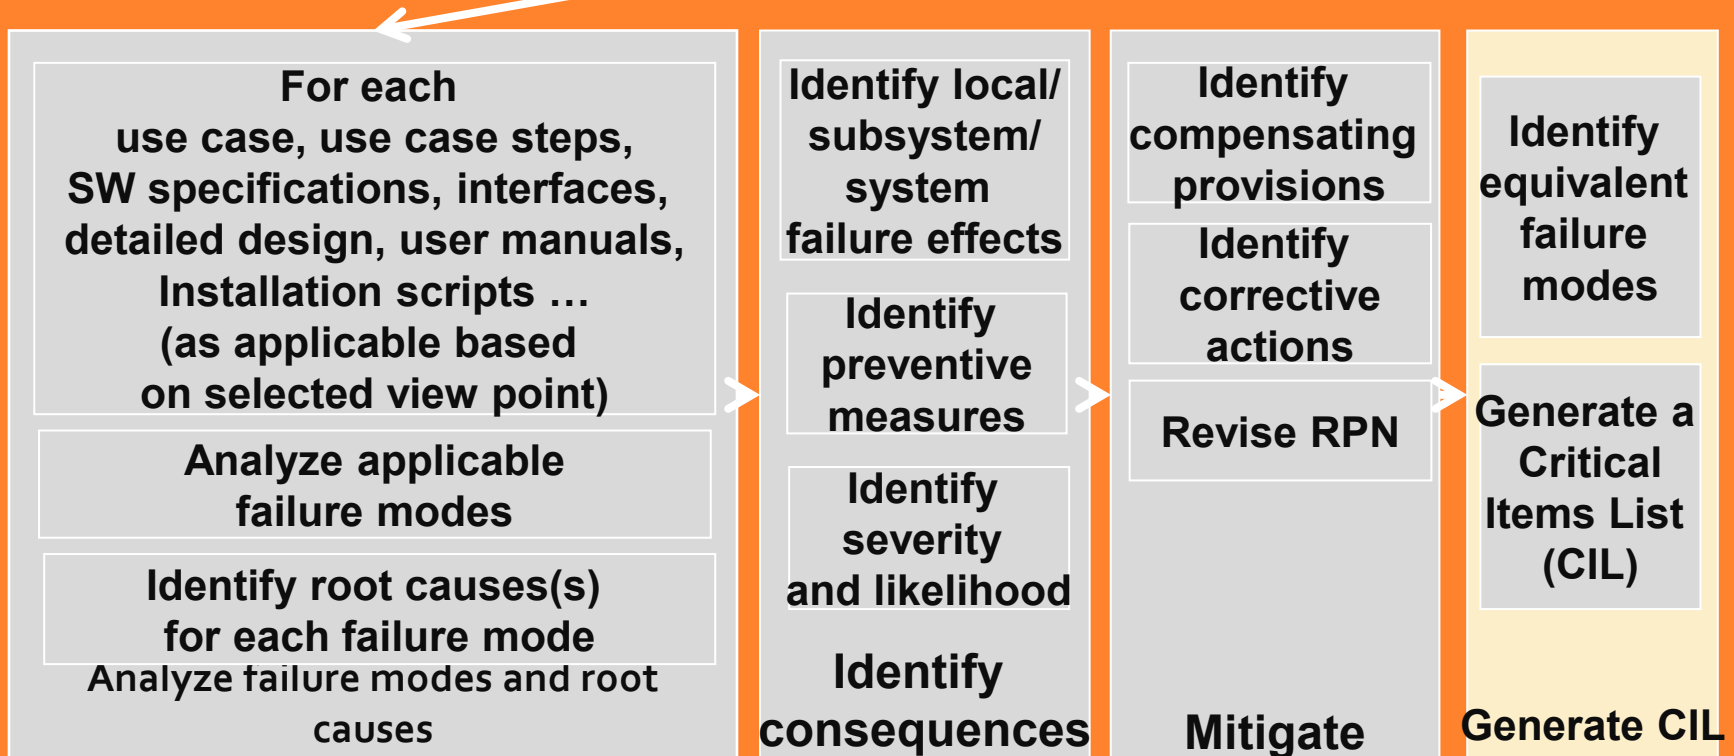 For each
use case, use case steps,
SW specifications, interfaces,
detailed design, user manuals,
Installation scripts …
(as applicable based
on selected view point)
Analyze applicable
failure modes
Identify root causes(s)
for each failure mode
Analyze failure modes and root
causes
Identify local/
subsystem/
system
failure effects
Identify
preventive
measures
Identify
severity
and likelihood
Identify
consequences
Identify
compensating
provisions
Identify
corrective
actions
Revise RPN
Mitigate
Identify
equivalent
failure
modes
Generate a
Critical
Items List
(CIL)
Generate CIL